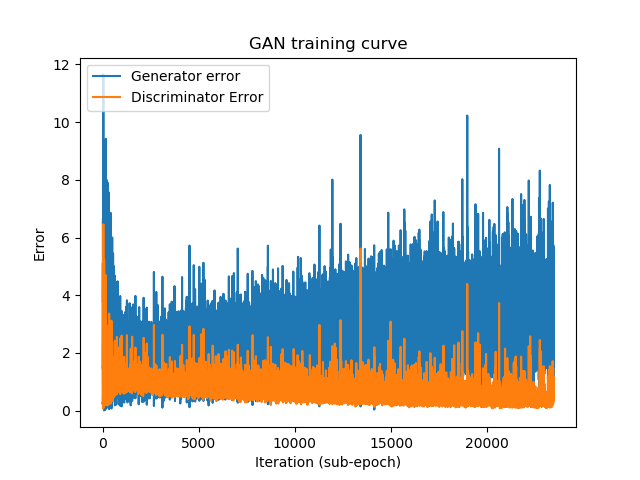 GAN training curve
Generator error
Discriminator Error
12
10
8
6
4
2
0
Error
0 5000 10000 15000 20000
Iteration (sub-epoch)